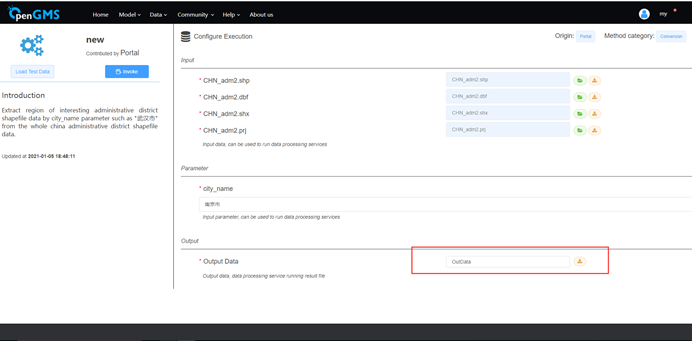 OpenGMS
Home Model Data Community Help About us my
new
Contributed by Portal
Load Test Data
Invoke
Introduction
Extract region of interesting administrative district
shapefile data by city_name parameter such as "武汉市"
from the whole china administrative district shapefile
data.
Updated at 2021-01-05 18:48:11
Configure Execution
Origin: Portal Method category: Conversion
Input
* CHN_adm2.shp CHN_adm2.shp
* CHN_adm2.dbf CHN_adm2.dbf
* CHN_adm2.shx CHN_adm2.shx
* CHN_adm2.prj CHN_adm2.prj
Input data, can be used to run data processing services
Parameter
* city_name
南京市
Input parameter, can be used to run data processing services
Output
* Output Data OutData
Output data, data processing service running result file